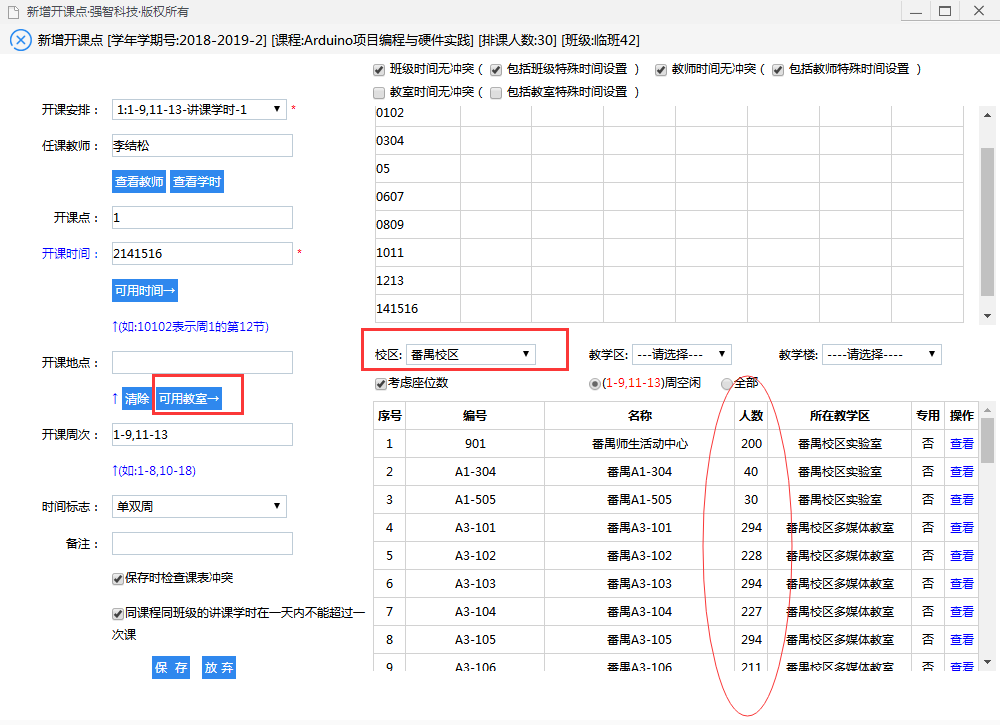 新增开课点·强智科技·版权所有
新增开课点 [学年学期号:2018-2019-2] [课程:Arduino项目编程与硬件实践] [排课人数:30] [班级:临班42]
班级时间无冲突 ( 包括班级特殊时间设置 ) 教师时间无冲突 ( 包括教师特殊时间设置 )
教室时间无冲突 ( 包括教室特殊时间设置 )
开课安排： 1:1-9,11-13-讲课学时-1 *
任课教师： 李结松
查看教师 查看学时
开课点： 1
开课时间： 2141516 *
可用时间→
↑(如:10102表示周1的第12节)
开课地点：
↑ 清除 可用教室→
开课周次： 1-9,11-13
↑(如:1-8,10-18)
时间标志： 单双周
备注：
保存时检查课表冲突
同课程同班级的讲课学时在一天内不能超过一
次课
保 存 放 弃
0102
0304
05
0607
0809
1011
1213
141516
校区: 番禺校区 教学区: ---请选择--- 教学楼: ----请选择----
考虑座位数 (1-9,11-13)周空闲 全部
序号 编号 名称 人数 所在教学区 专用 操作
1 901 番禺师生活动中心 200 番禺校区实验室 否 查看
2 A1-304 番禺A1-304 40 番禺校区实验室 否 查看
3 A1-505 番禺A1-505 30 番禺校区实验室 否 查看
4 A3-101 番禺A3-101 294 番禺校区多媒体教室 否 查看
5 A3-102 番禺A3-102 228 番禺校区多媒体教室 否 查看
6 A3-103 番禺A3-103 294 番禺校区多媒体教室 否 查看
7 A3-104 番禺A3-104 227 番禺校区多媒体教室 否 查看
8 A3-105 番禺A3-105 294 番禺校区多媒体教室 否 查看
9 A3-106 番禺A3-106 211 番禺校区多媒体教室 否 查看